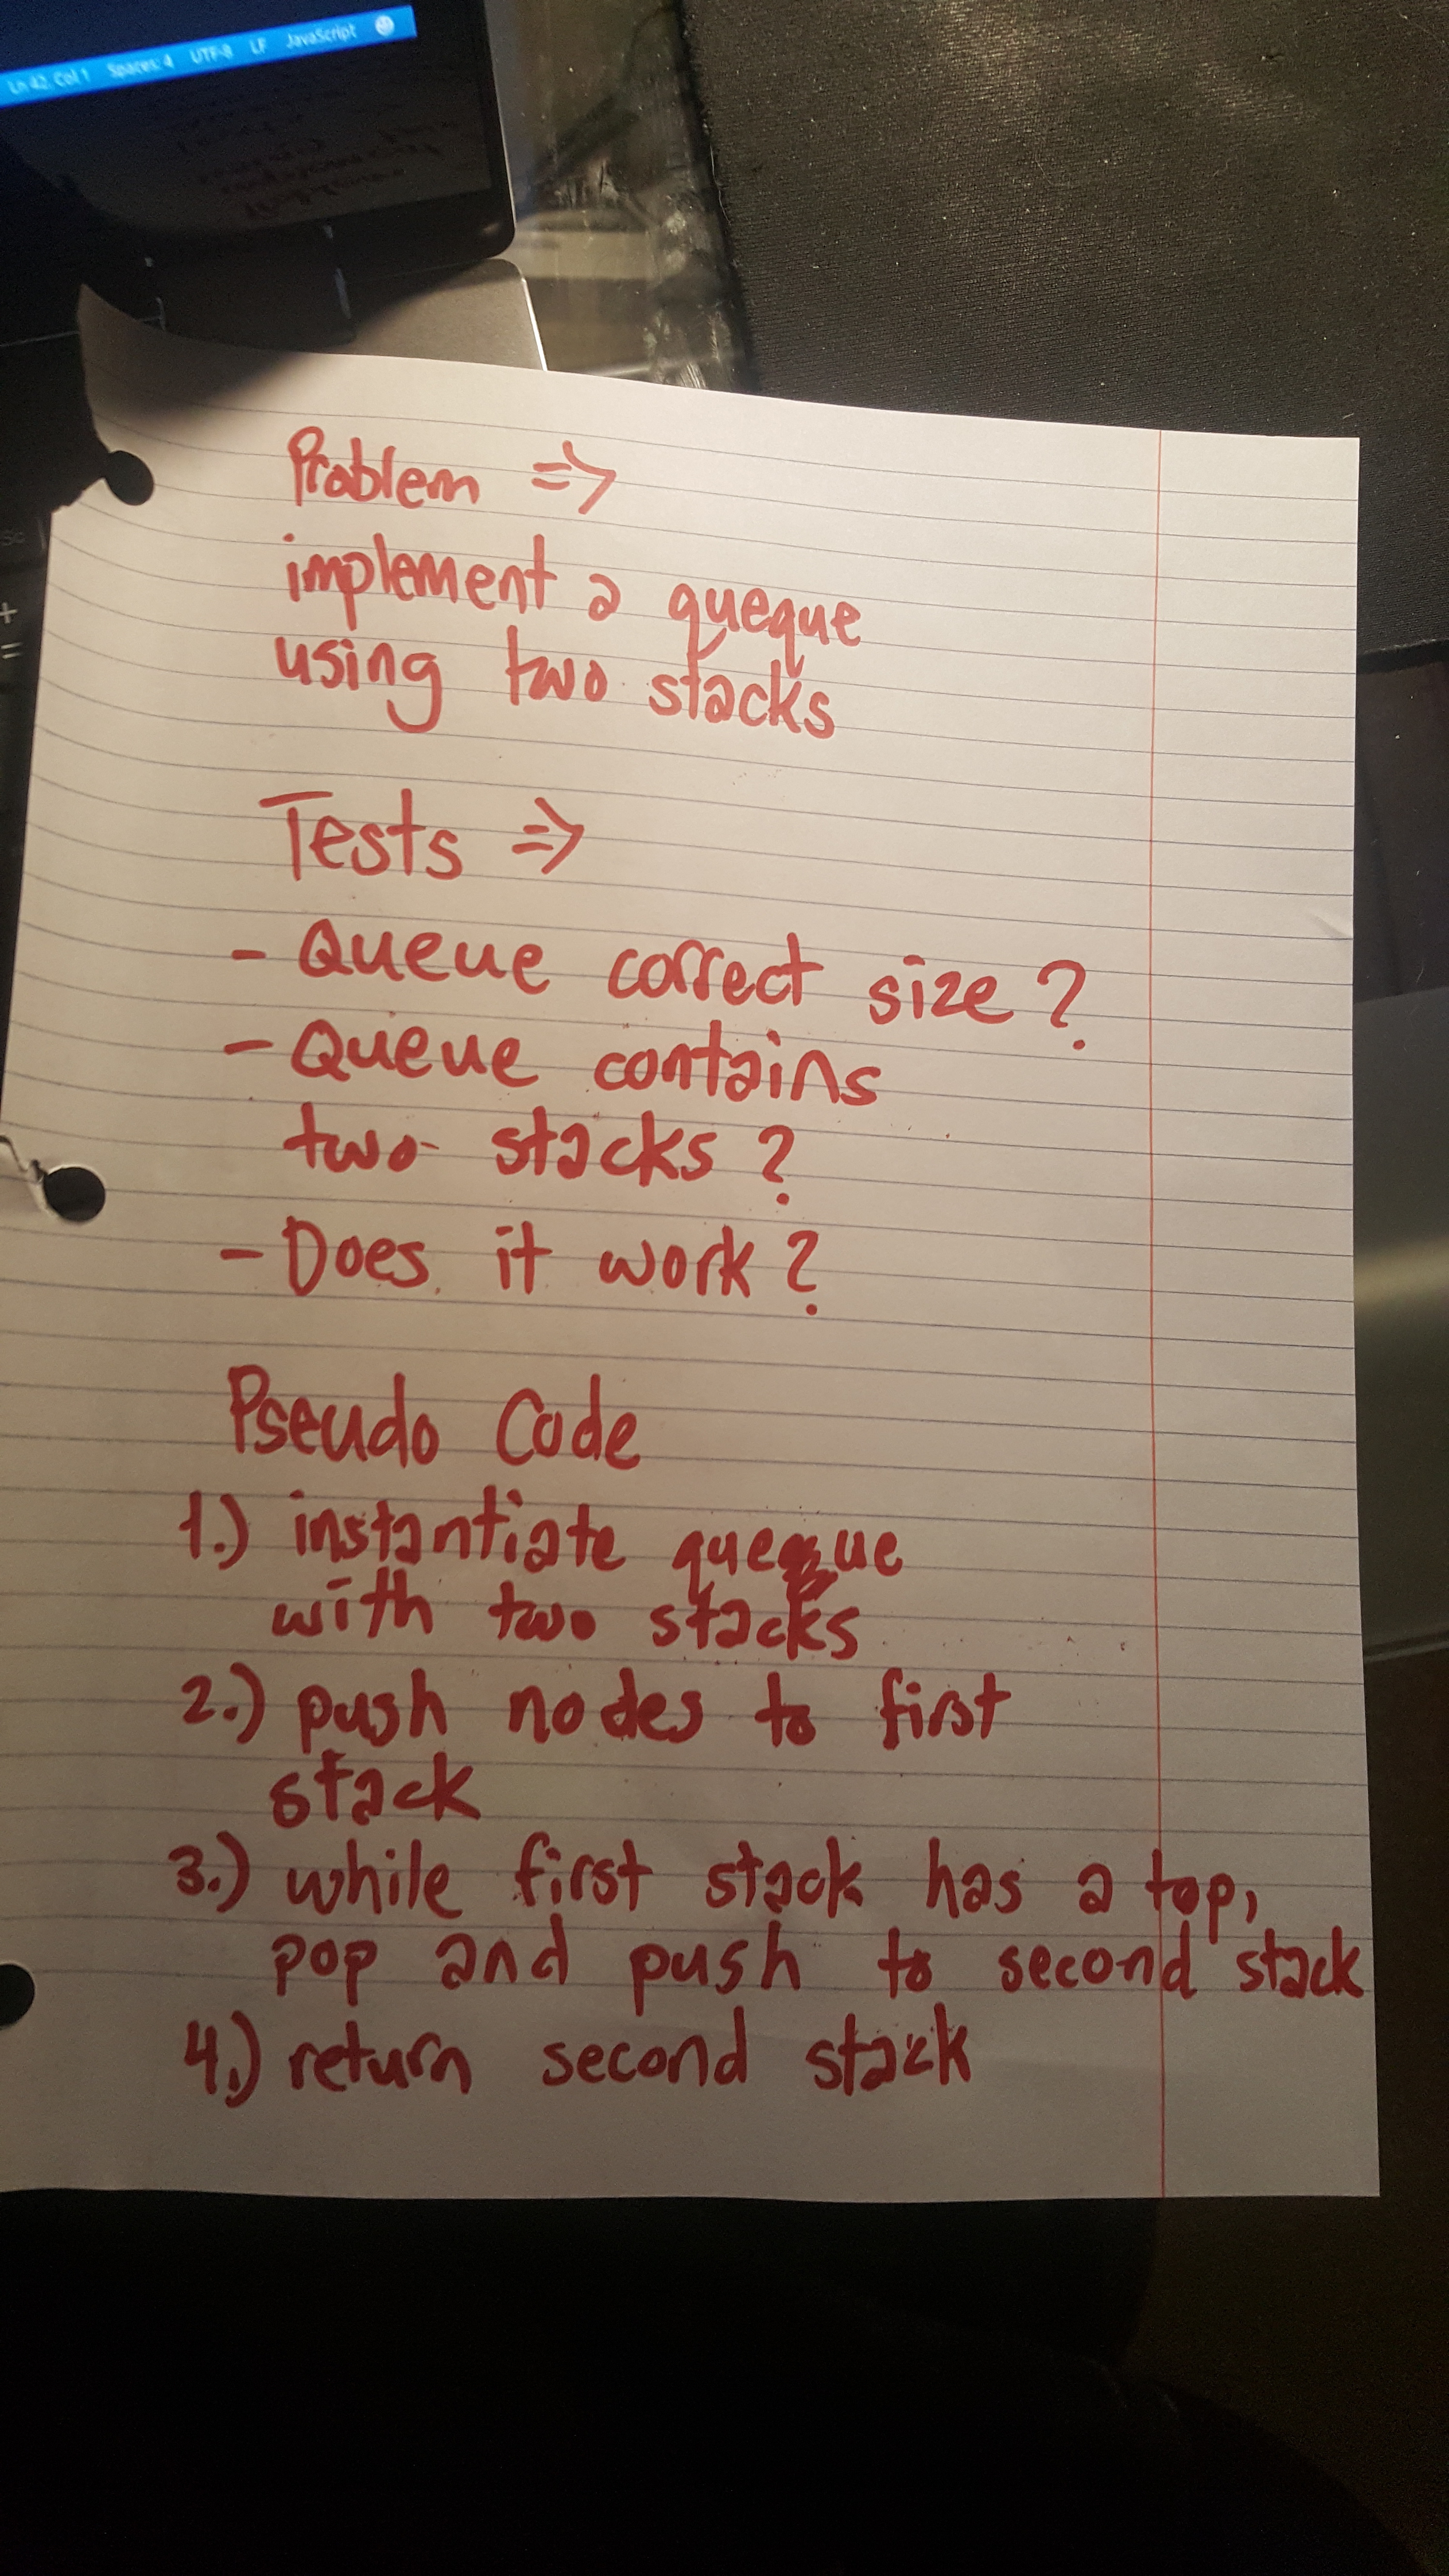 Ln 42, Col 1 Spaces: 4 UTF-8 LF JavaScript
Problem =>
implement a queque
using two stacks
Tests =>
- Queue correct size?
- Queue contains
two stacks?
- Does it work?
Pseudo Code
1.) instantiate queque
with two stacks
2.) push nodes to first
stack
3.) while first stack has a top,
pop and push to second stack
4.) return second stack